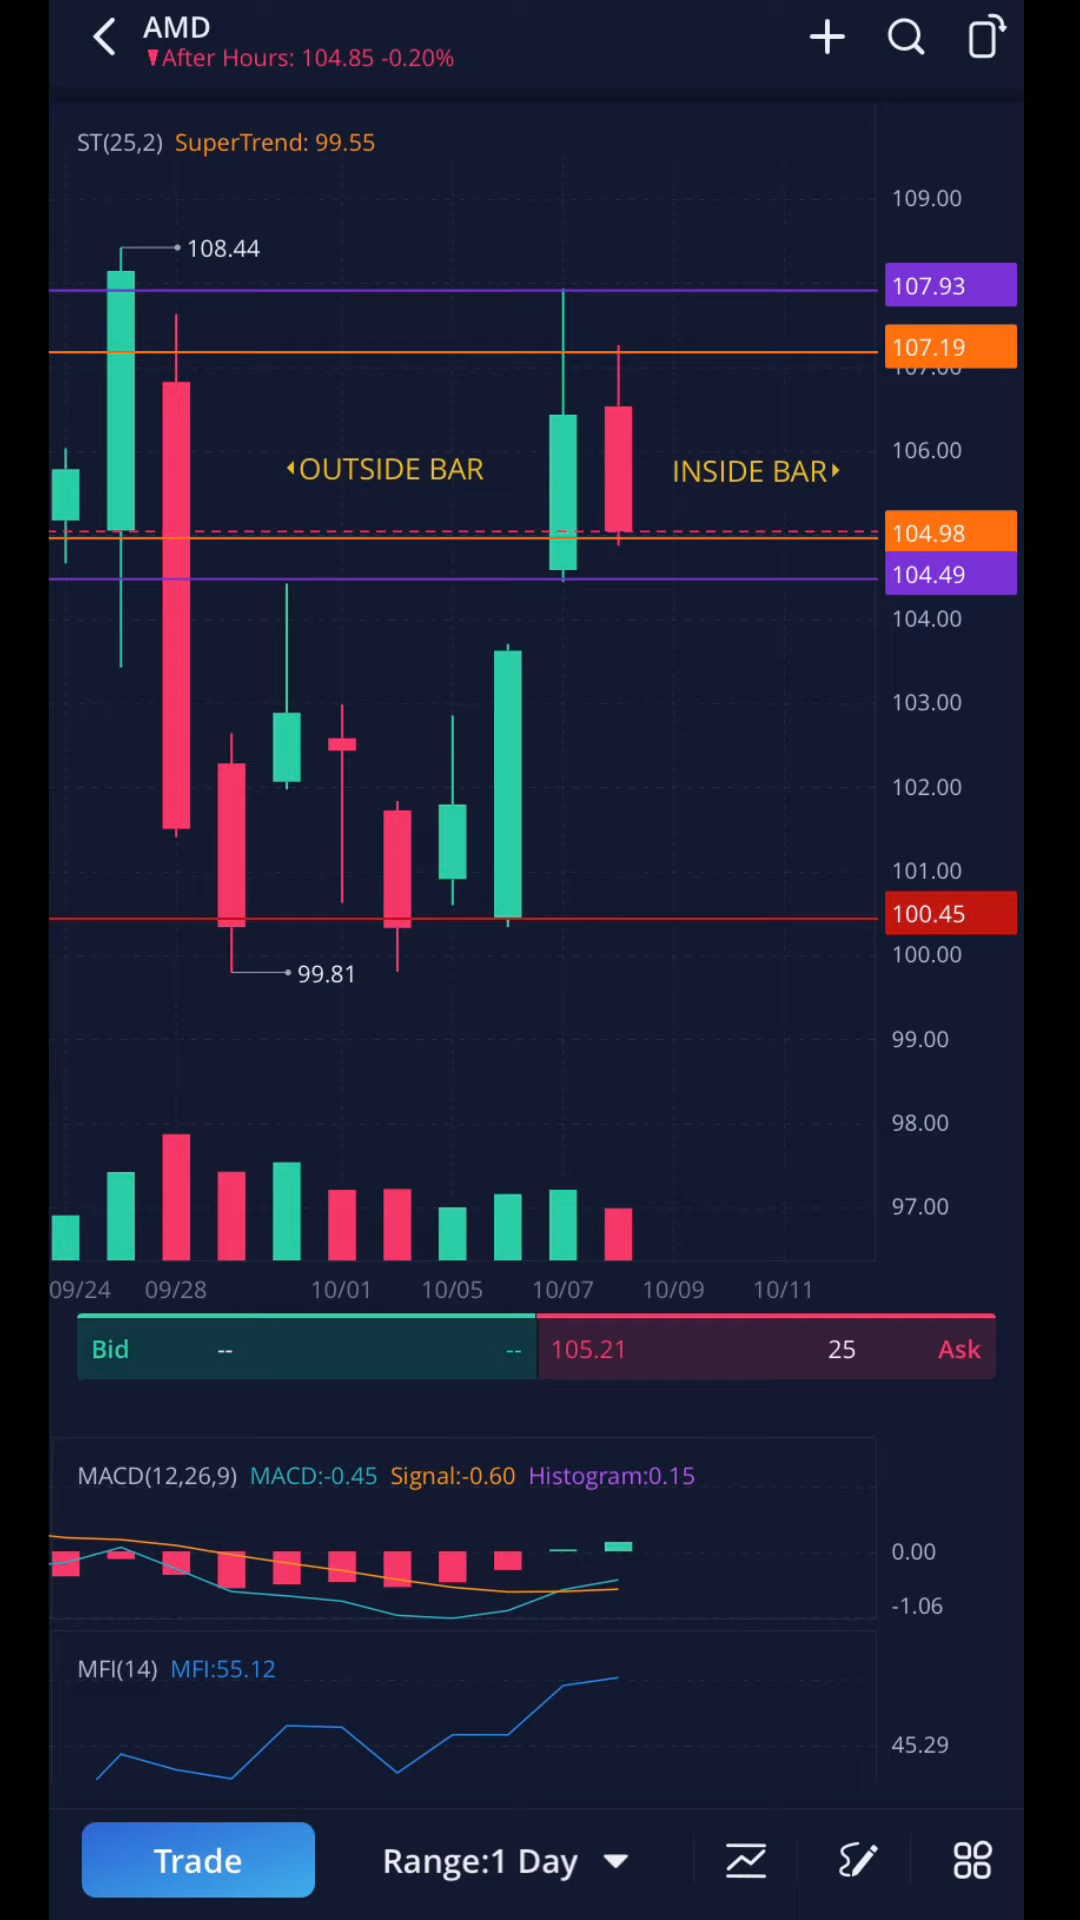 AMD
▼After Hours: 104.85 -0.20%
ST(25,2) SuperTrend: 99.55
109.00
108.44
107.93
107.19
107.00
OUTSIDE BAR
INSIDE BAR
106.00
104.98
104.49
104.00
103.00
102.00
101.00
100.45
100.00
99.81
99.00
98.00
97.00
09/24 09/28 10/01 10/05 10/07 10/09 10/11
Bid -- -- 105.21 25 Ask
MACD(12,26,9) MACD:-0.45 Signal:-0.60 Histogram:0.15
0.00
-1.06
MFI(14) MFI:55.12
45.29
Trade Range:1 Day